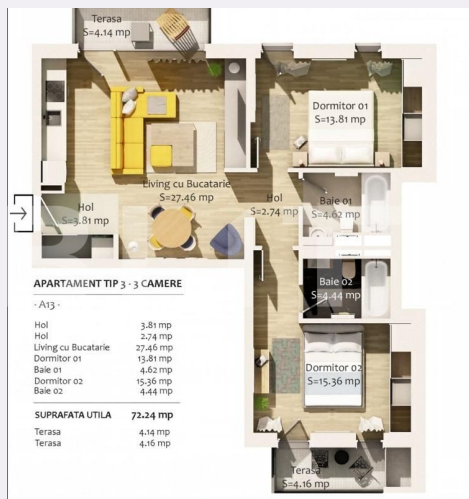 Terasa
S=4.14 mp
Dormitor 01
S=13.81 mp
Living cu Bucatarie
S=27.46 mp
Hol
S=3.81 mp
Hol
S=2.74 mp
Baie 01
S=4.62 mp
Baie 02
S=4.44 mp
Dormitor 02
S=15.36 mp
Terasa
S=4.16 mp
APARTAMENT TIP 3 - 3 CAMERE
- A13 -
Hol 3.81 mp
Hol 2.74 mp
Living cu Bucatarie 27.46 mp
Dormitor 01 13.81 mp
Baie 01 4.62 mp
Dormitor 02 15.36 mp
Baie 02 4.44 mp
SUPRAFATA UTILA 72.24 mp
Terasa 4.14 mp
Terasa 4.16 mp